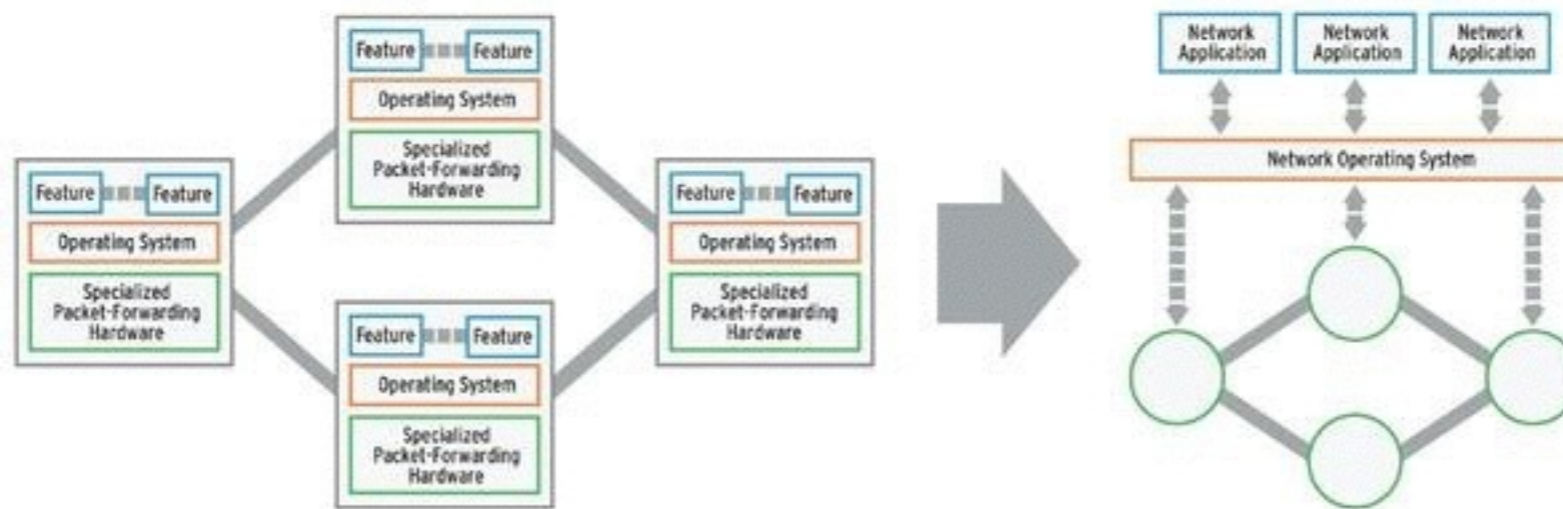 Feature
Feature
Operating System
Specialized
Packet-Forwarding
Hardware
Feature
Feature
Operating System
Specialized
Packet-Forwarding
Hardware
Feature
Feature
Operating System
Specialized
Packet-Forwarding
Hardware
Feature
Feature
Operating System
Specialized
Packet-Forwarding
Hardware
Network
Application
Network
Application
Network
Application
Network Operating System